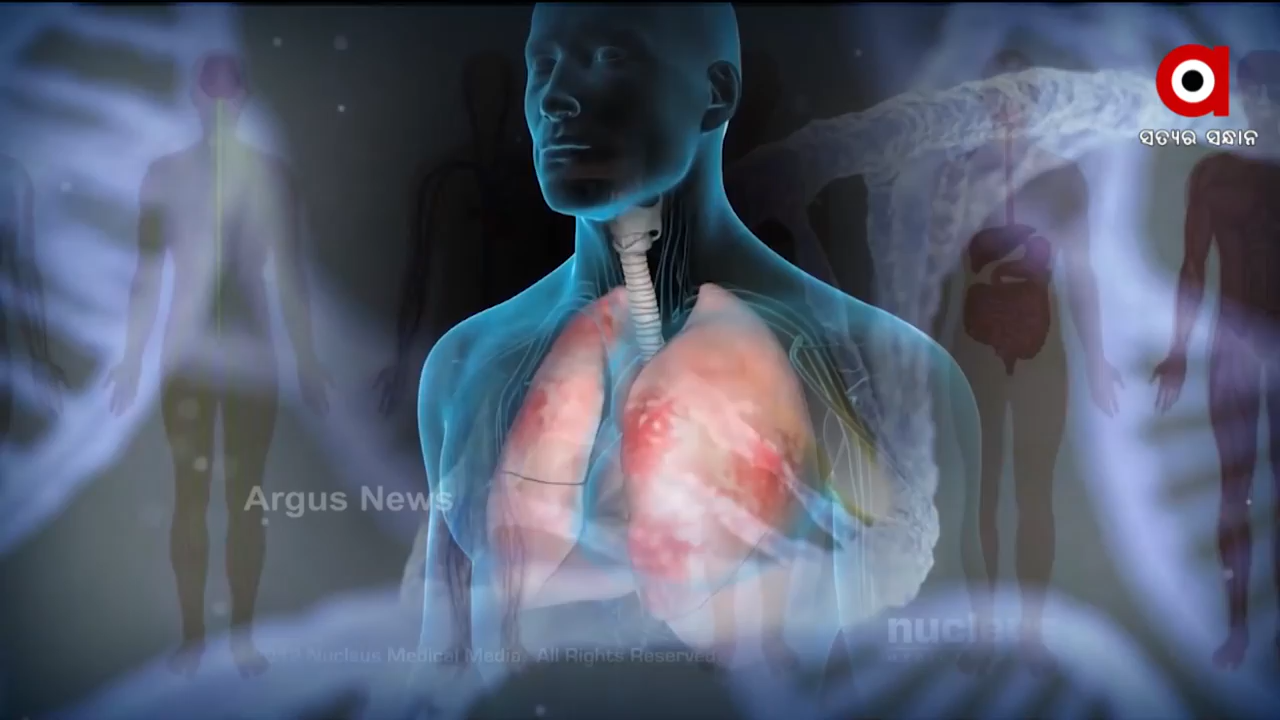 ସତ୍ୟର ସନ୍ଧାନ
Argus News
Nucleus Medical Media. All Rights Reserved